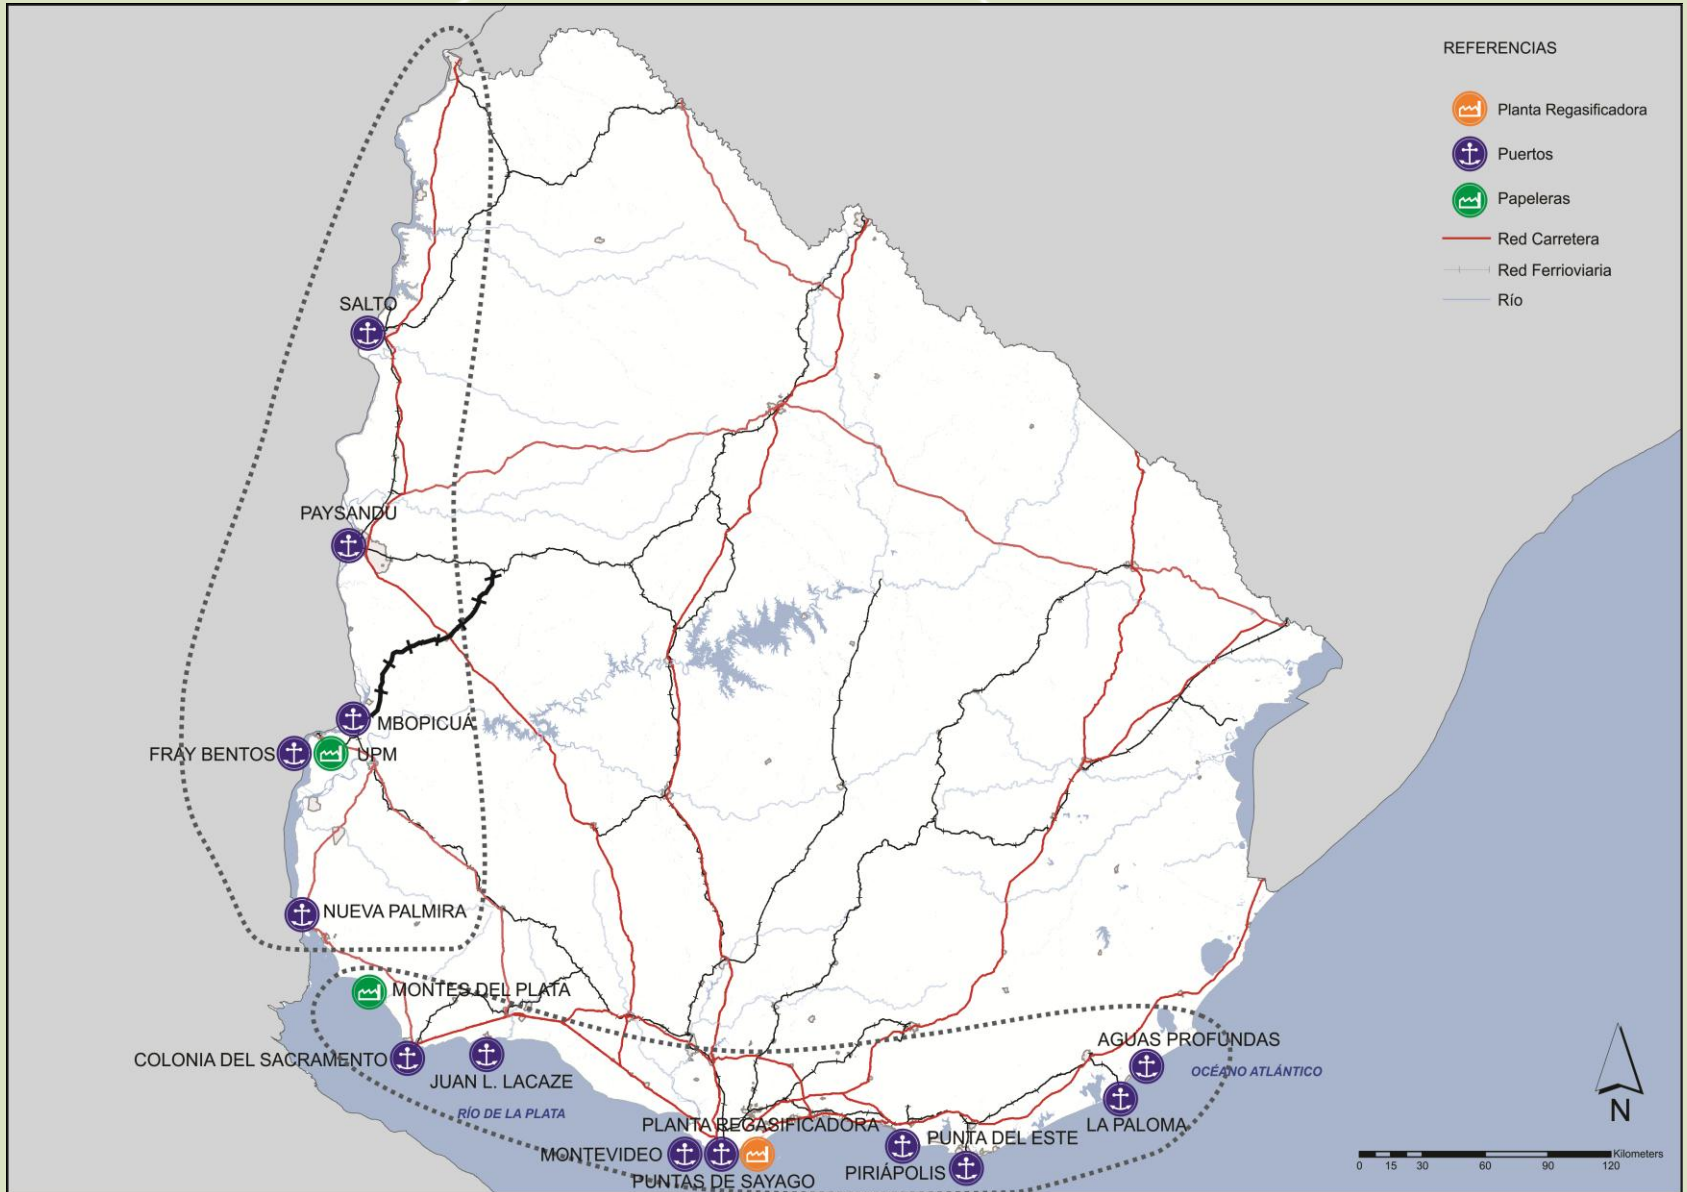 REFERENCIAS
Planta Regasificadora
Puertos
Papeleras
Red Carretera
Red Ferrioviaria
Río
SALTO
PAYSANDÚ
MBOPICUÁ
FRAY BENTOS
UPM
NUEVA PALMIRA
MONTES DEL PLATA
COLONIA DEL SACRAMENTO
JUAN L. LACAZE
RÍO DE LA PLATA
AGUAS PROFUNDAS
OCÉANO ATLÁNTICO
LA PALOMA
PLANTA REGASIFICADORA
PUNTA DEL ESTE
MONTEVIDEO
PIRIÁPOLIS
PUNTAS DE SAYAGO
N
Kilometers
0 15 30 60 90 120